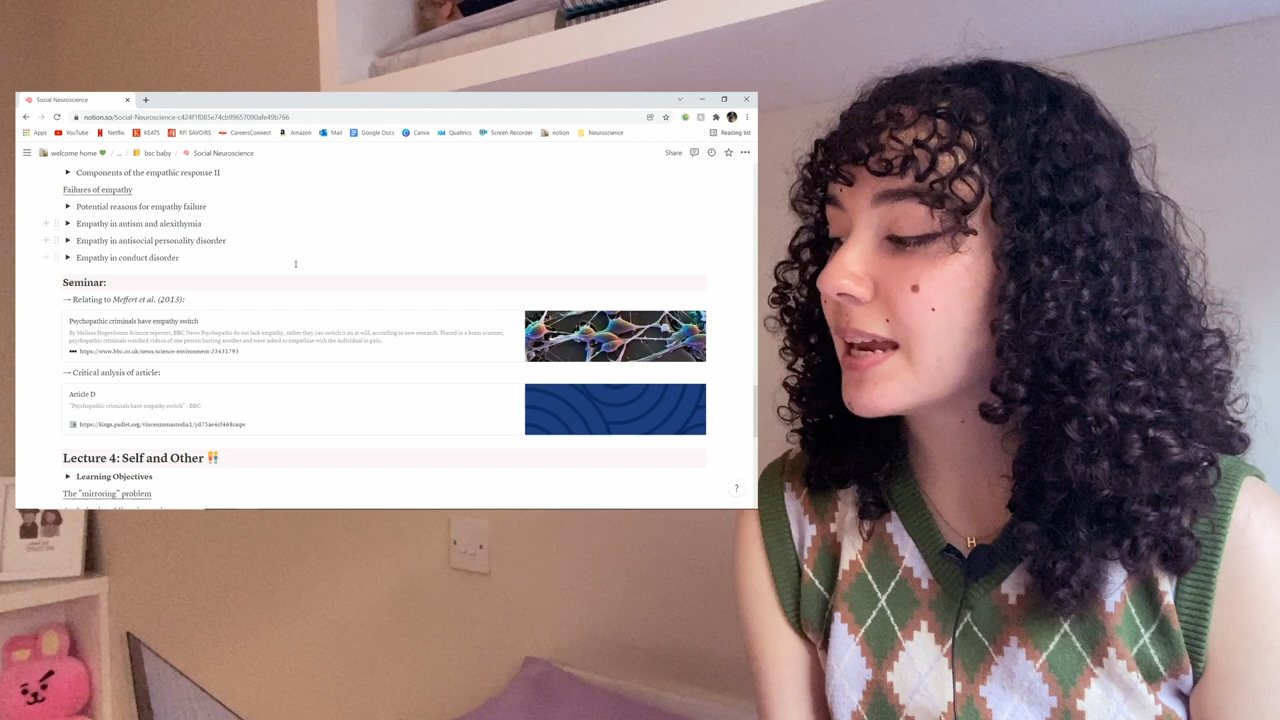 Social Neuroscience
notion.so/Social-Neuroscience-c424f1f085e74cb99657090afe49b766
Apps YouTube Netflix KEATS RFI SAVOIRS CareersConnect Amazon Mail Google Docs Canva Qualtrics Screen Recorder notion Neuroscience Reading list
welcome home 💚 / ... / bsc baby / Social Neuroscience Share
Components of the empathic response II
Failures of empathy
Potential reasons for empathy failure
Empathy in autism and alexithymia
Empathy in antisocial personality disorder
Empathy in conduct disorder
Seminar:
→ Relating to Meffert et al. (2013):
Psychopathic criminals have empathy switch
By Melissa Hogenboom Science reporter, BBC News Psychopaths do not lack empathy, rather they can switch it on at will, according to new research. Placed in a brain scanner,
psychopathic criminals watched videos of one person hurting another and were asked to empathise with the individual in pain.
https://www.bbc.co.uk/news/science-environment-23431793
→ Critical anlysis of article:
Article D
"Psychopathic criminals have empathy switch" - BBC
https://kings.padlet.org/vincenzomastrolia1/
Lecture 4: Self and Other
Learning Objectives
The "mirroring" problem
?
H